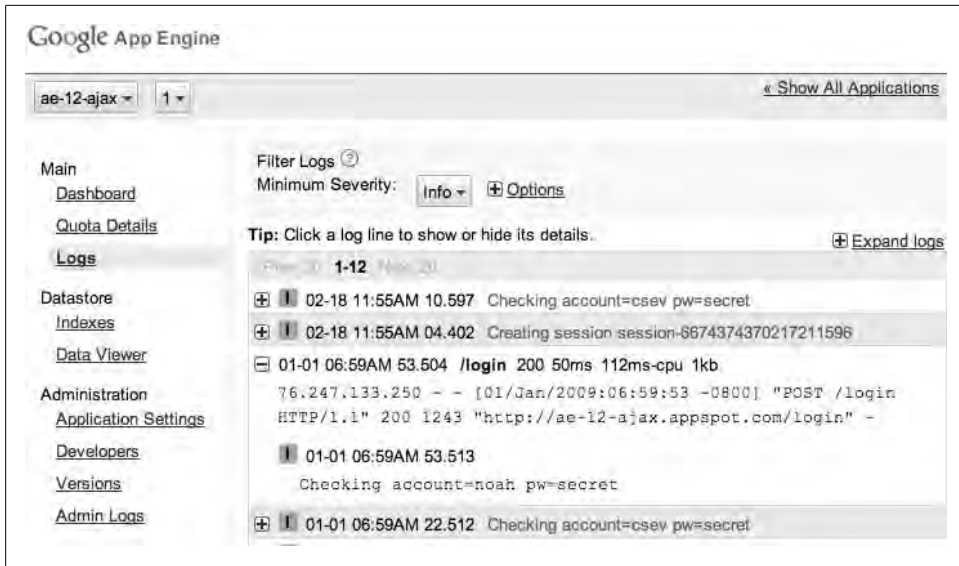 Google App Engine
ae-12-ajax
1
« Show All Applications
Main
Dashboard
Quota Details
Logs
Datastore
Indexes
Data Viewer
Administration
Application Settings
Developers
Versions
Admin Logs
Filter Logs ?
Minimum Severity: Info + Options
Tip: Click a log line to show or hide its details.
+ Expand logs
Prev 20 1-12 Next 20
+ I 02-18 11:55AM 10.597 Checking account=csev pw=secret
+ I 02-18 11:55AM 04.402 Creating session session-6674374370217211596
- 01-01 06:59AM 53.504 /login 200 50ms 112ms-cpu 1kb
76.247.133.250 - - [01/Jan/2009:06:59:53 -0800] "POST /login
HTTP/1.1" 200 1243 "http://ae-12-ajax.appspot.com/login" -
I 01-01 06:59AM 53.513
Checking account=noah pw=secret
+ I 01-01 06:59AM 22.512 Checking account=csev pw=secret